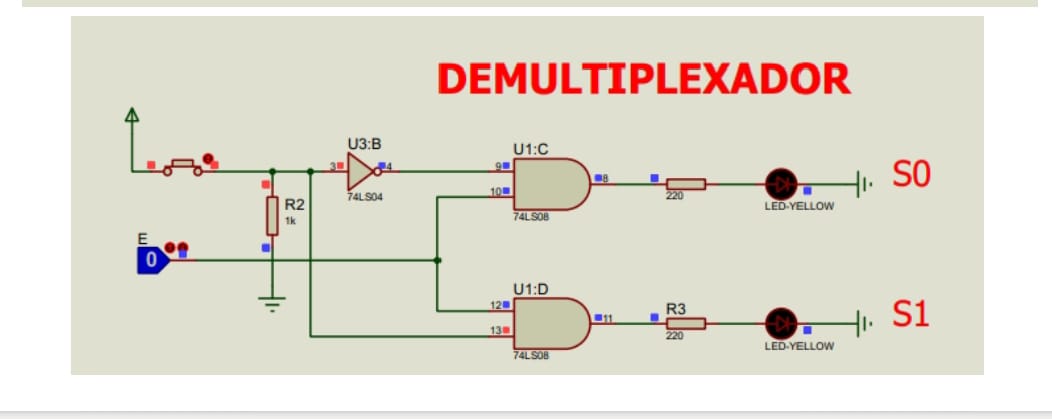 DEMULTIPLEXADOR
U3:B
3
4
74LS04
U1:C
9
10
8
74LS08
220
LED-YELLOW
S0
R2
1k
E
0
U1:D
12
13
11
74LS08
R3
220
LED-YELLOW
S1